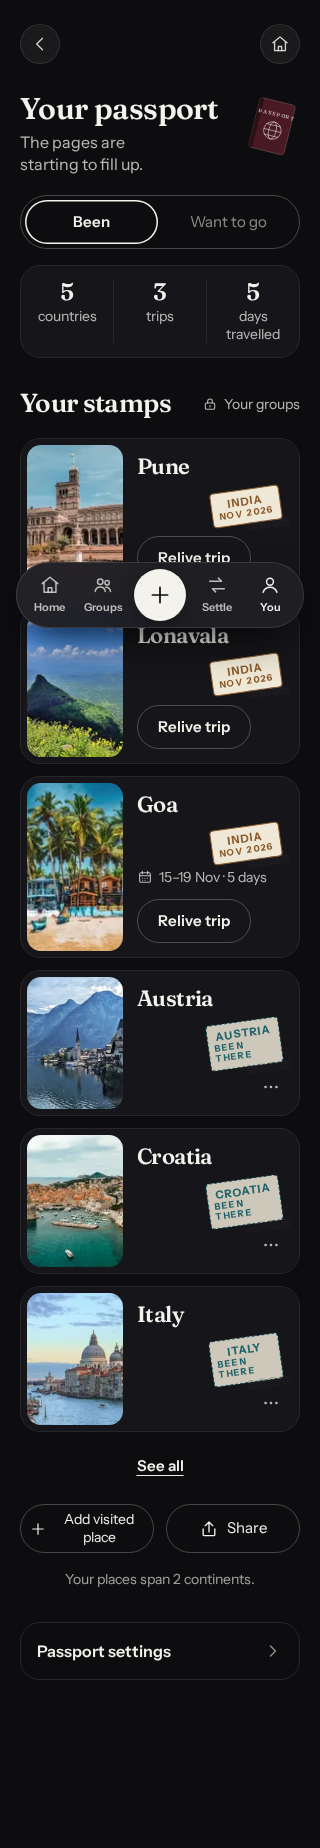 Your passport
PASSPORT
The pages are
starting to fill up.
Been
Want to go
5
countries
3
trips
5
days
travelled
Your stamps
Your groups
Pune
INDIA
NOV 2026
Relive trip
Home
Groups
Settle
You
Lonavala
INDIA
NOV 2026
Relive trip
Goa
INDIA
NOV 2026
15–19 Nov · 5 days
Relive trip
Austria
AUSTRIA
BEEN
THERE
Croatia
CROATIA
BEEN
THERE
Italy
ITALY
BEEN
THERE
See all
Add visited
place
Share
Your places span 2 continents.
Passport settings